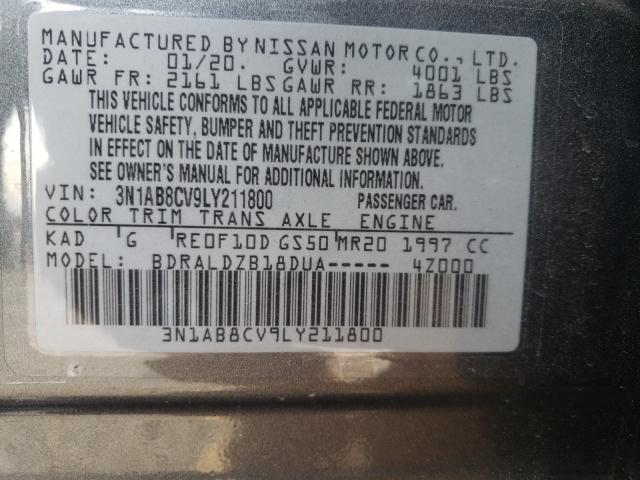 MANUFACTURED BY NISSAN MOTOR CO., LTD.
DATE: 01/20. GVWR: 4001 LBS
GAWR FR: 2161 LBS GAWR RR: 1863 LBS
THIS VEHICLE CONFORMS TO ALL APPLICABLE FEDERAL MOTOR
VEHICLE SAFETY, BUMPER AND THEFT PREVENTION STANDARDS
IN EFFECT ON THE DATE OF MANUFACTURE SHOWN ABOVE.
SEE OWNER'S MANUAL FOR ADDITIONAL INFORMATION.
VIN: 3N1AB8CV9LY211800 PASSENGER CAR.
COLOR TRIM TRANS AXLE ENGINE
KAD G RE0F10D GS50 MR20 1997 CC
MODEL: BDRALDZB18DUA----- 4Z000
3N1AB8CV9LY211800